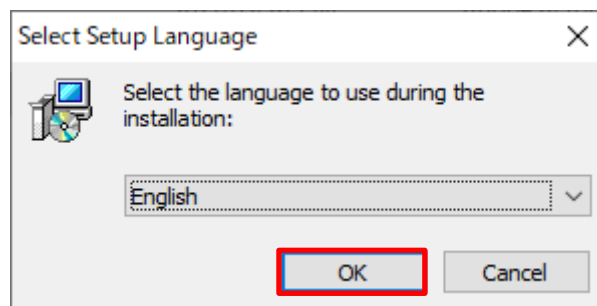 Select Setup Language
Select the language to use during the
installation:
English
OK
Cancel